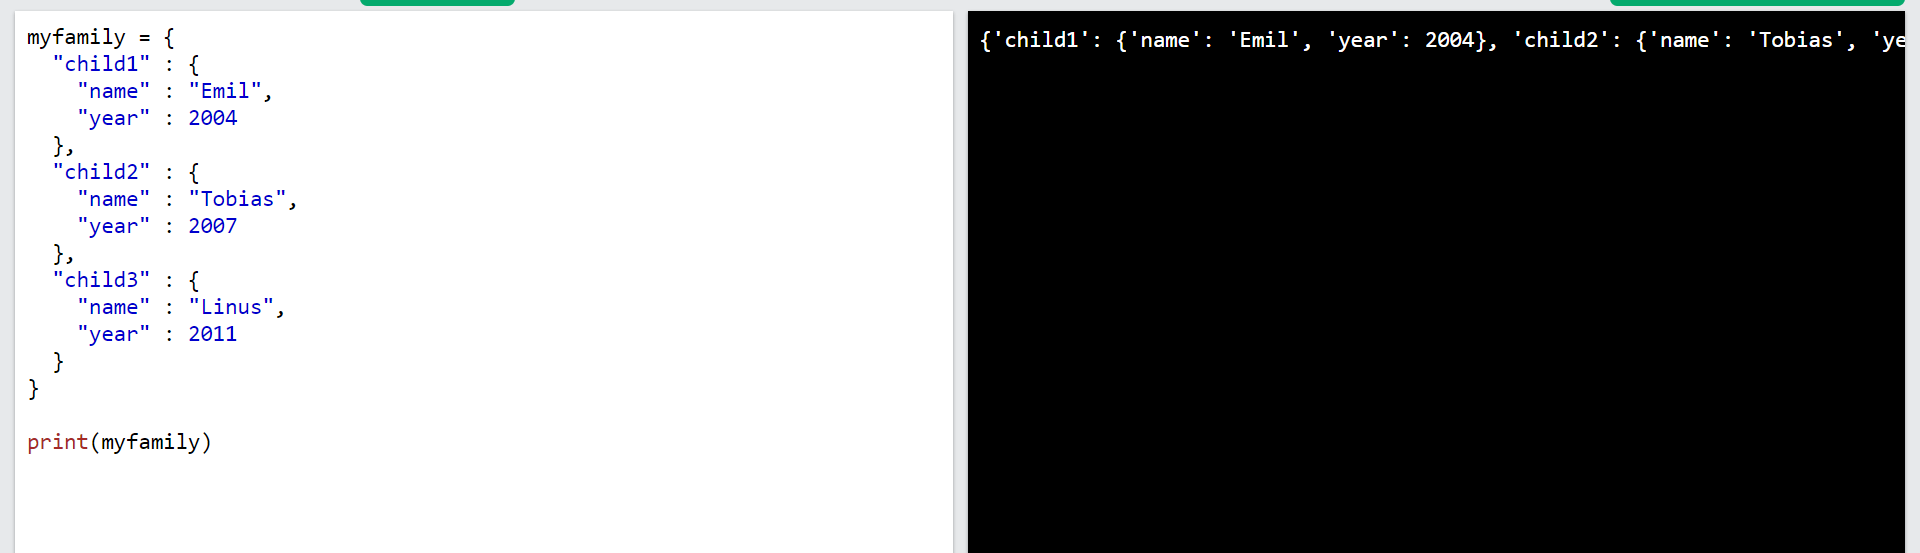 myfamily = {
  "child1" : {
    "name" : "Emil",
    "year" : 2004
  },
  "child2" : {
    "name" : "Tobias",
    "year" : 2007
  },
  "child3" : {
    "name" : "Linus",
    "year" : 2011
  }
}

print(myfamily)
{'child1': {'name': 'Emil', 'year': 2004}, 'child2': {'name': 'Tobias', 'ye